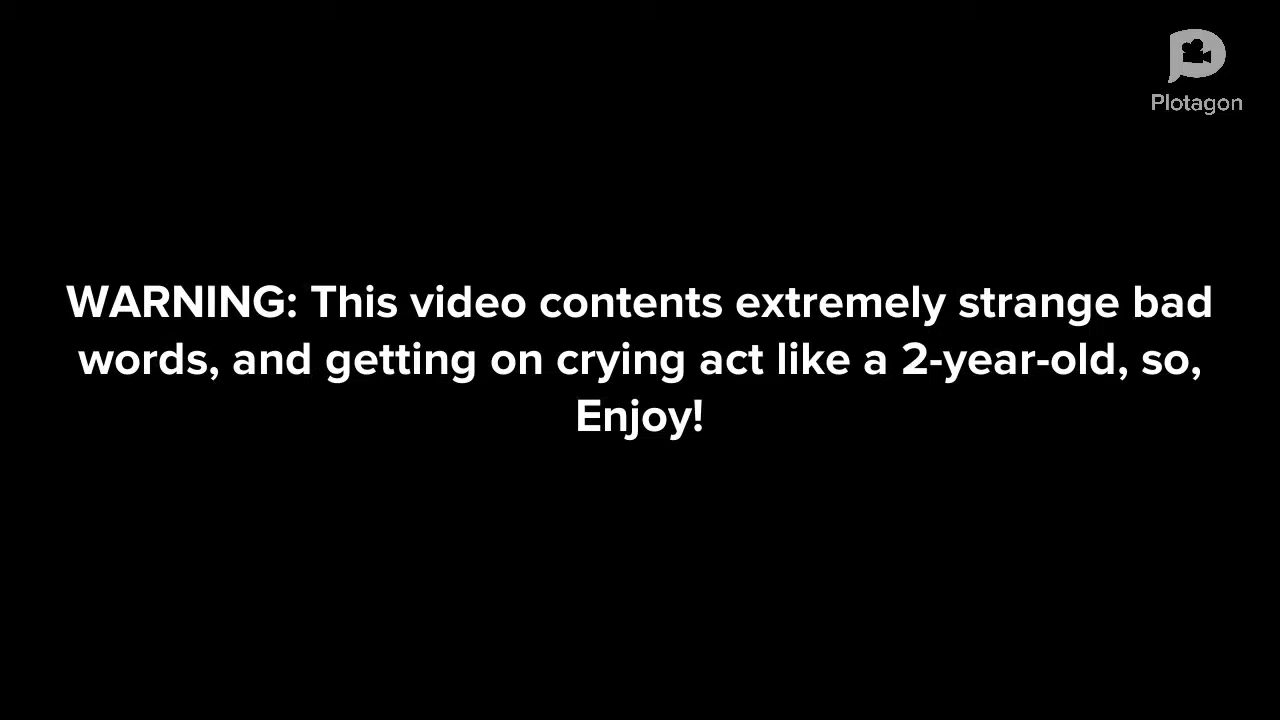 Plotagon
WARNING: This video contents extremely strange bad
words, and getting on crying act like a 2-year-old, so,
Enjoy!